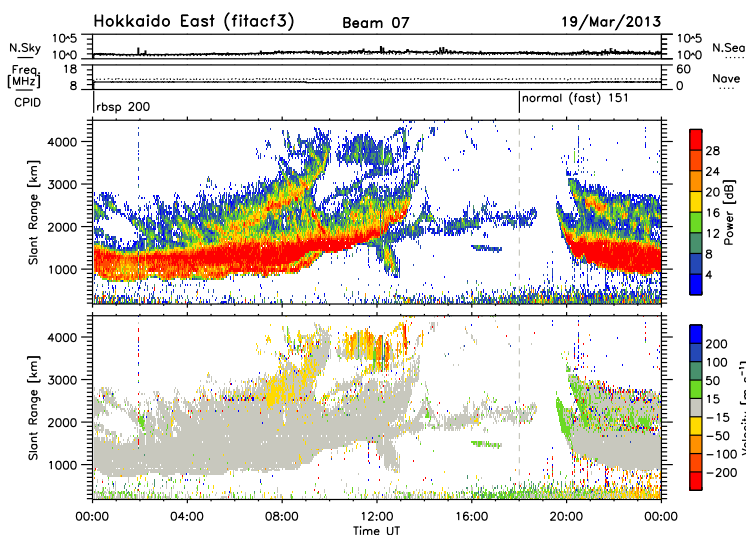 Hokkaido East (fitacf3) Beam 07 19/Mar/2013
N.Sky 10^5 10^0 10^5 10^0 N.Sea
Freq. [MHz] 18 8 60 0 Nave
CPID rbsp 200 normal (fast) 151
Slant Range [km] 4000 3000 2000 1000
Power [dB] 28 24 20 16 12 8 4
Slant Range [km] 4000 3000 2000 1000
Velocity [m s^-1] 200 100 50 15 -15 -50 -100 -200
00:00 04:00 08:00 12:00 16:00 20:00 00:00
Time UT